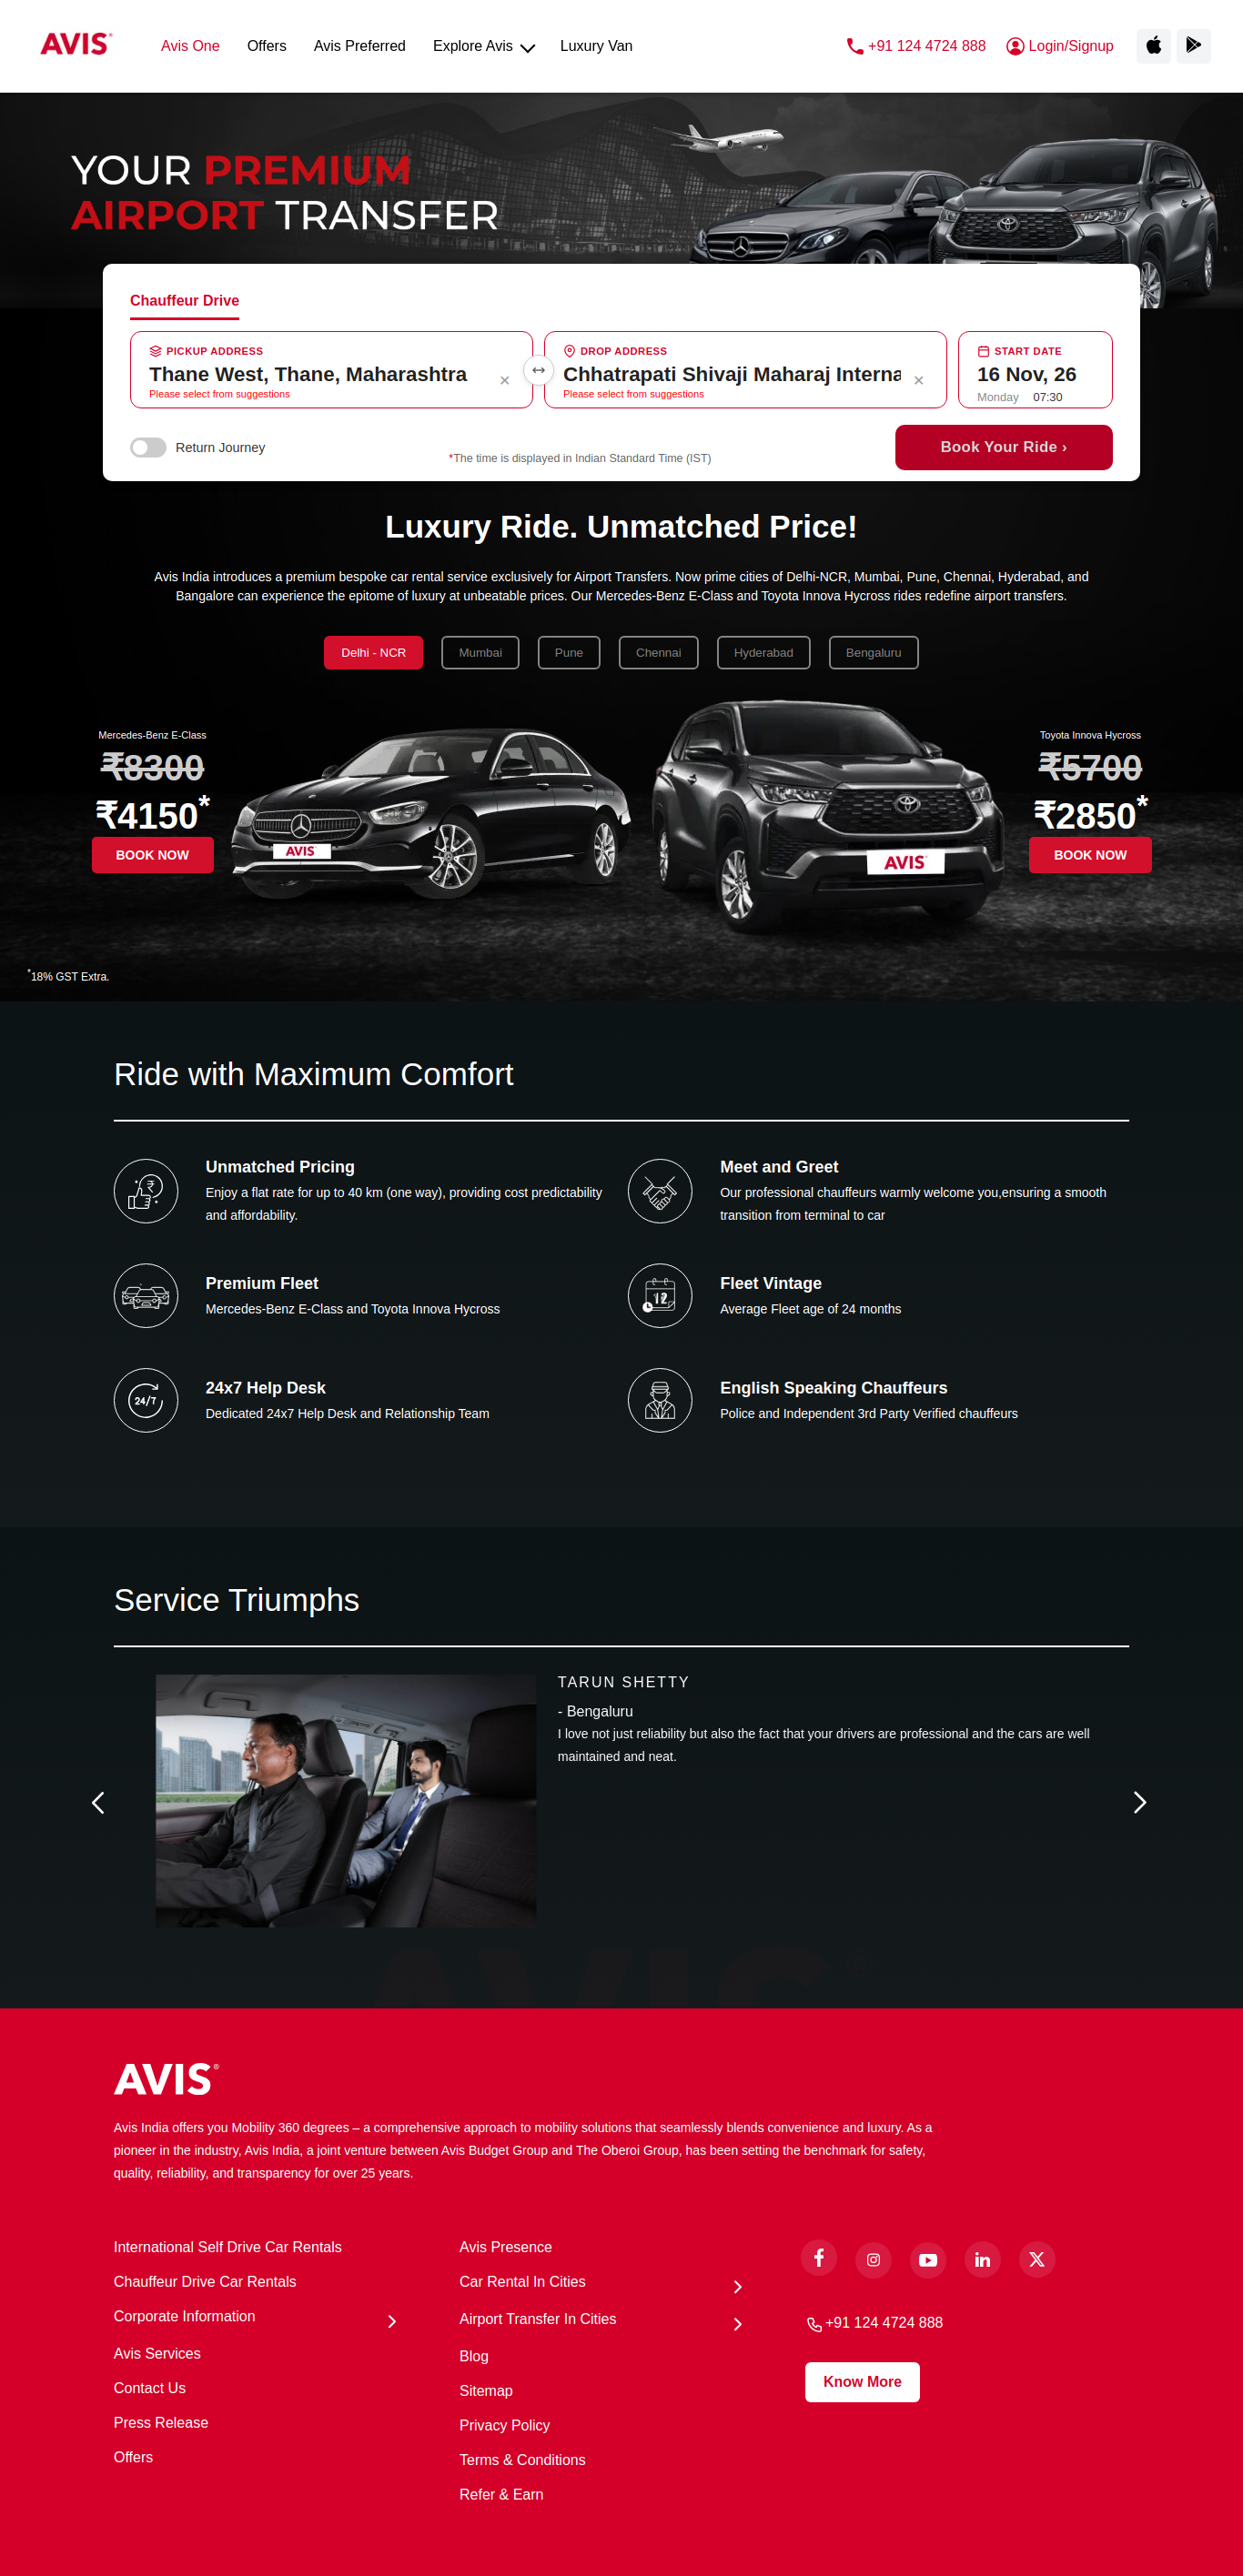 AVIS
Avis One
Offers
Avis Preferred
Explore Avis
Luxury Van
+91 124 4724 888
Login/Signup
YOUR PREMIUM
AIRPORT TRANSFER
Chauffeur Drive
PICKUP ADDRESS
Thane West, Thane, Maharashtra
Please select from suggestions
DROP ADDRESS
Chhatrapati Shivaji Maharaj Interna
Please select from suggestions
START DATE
16 Nov, 26
Monday 07:30
Return Journey
*The time is displayed in Indian Standard Time (IST)
Book Your Ride ›
Luxury Ride. Unmatched Price!
Avis India introduces a premium bespoke car rental service exclusively for Airport Transfers. Now prime cities of Delhi-NCR, Mumbai, Pune, Chennai, Hyderabad, and
Bangalore can experience the epitome of luxury at unbeatable prices. Our Mercedes-Benz E-Class and Toyota Innova Hycross rides redefine airport transfers.
Delhi - NCR
Mumbai
Pune
Chennai
Hyderabad
Bengaluru
Mercedes-Benz E-Class
₹8300
₹4150*
BOOK NOW
AVIS
AVIS
Toyota Innova Hycross
₹5700
₹2850*
BOOK NOW
*18% GST Extra.
Ride with Maximum Comfort
Unmatched Pricing
Enjoy a flat rate for up to 40 km (one way), providing cost predictability
and affordability.
Meet and Greet
Our professional chauffeurs warmly welcome you,ensuring a smooth
transition from terminal to car
Premium Fleet
Mercedes-Benz E-Class and Toyota Innova Hycross
12
Fleet Vintage
Average Fleet age of 24 months
24/7
24x7 Help Desk
Dedicated 24x7 Help Desk and Relationship Team
English Speaking Chauffeurs
Police and Independent 3rd Party Verified chauffeurs
Service Triumphs
TARUN SHETTY
- Bengaluru
I love not just reliability but also the fact that your drivers are professional and the cars are well
maintained and neat.
AVIS®
Avis India offers you Mobility 360 degrees – a comprehensive approach to mobility solutions that seamlessly blends convenience and luxury. As a
pioneer in the industry, Avis India, a joint venture between Avis Budget Group and The Oberoi Group, has been setting the benchmark for safety,
quality, reliability, and transparency for over 25 years.
International Self Drive Car Rentals
Chauffeur Drive Car Rentals
Corporate Information
Avis Services
Contact Us
Press Release
Offers
Avis Presence
Car Rental In Cities
Airport Transfer In Cities
Blog
Sitemap
Privacy Policy
Terms & Conditions
Refer & Earn
+91 124 4724 888
Know More